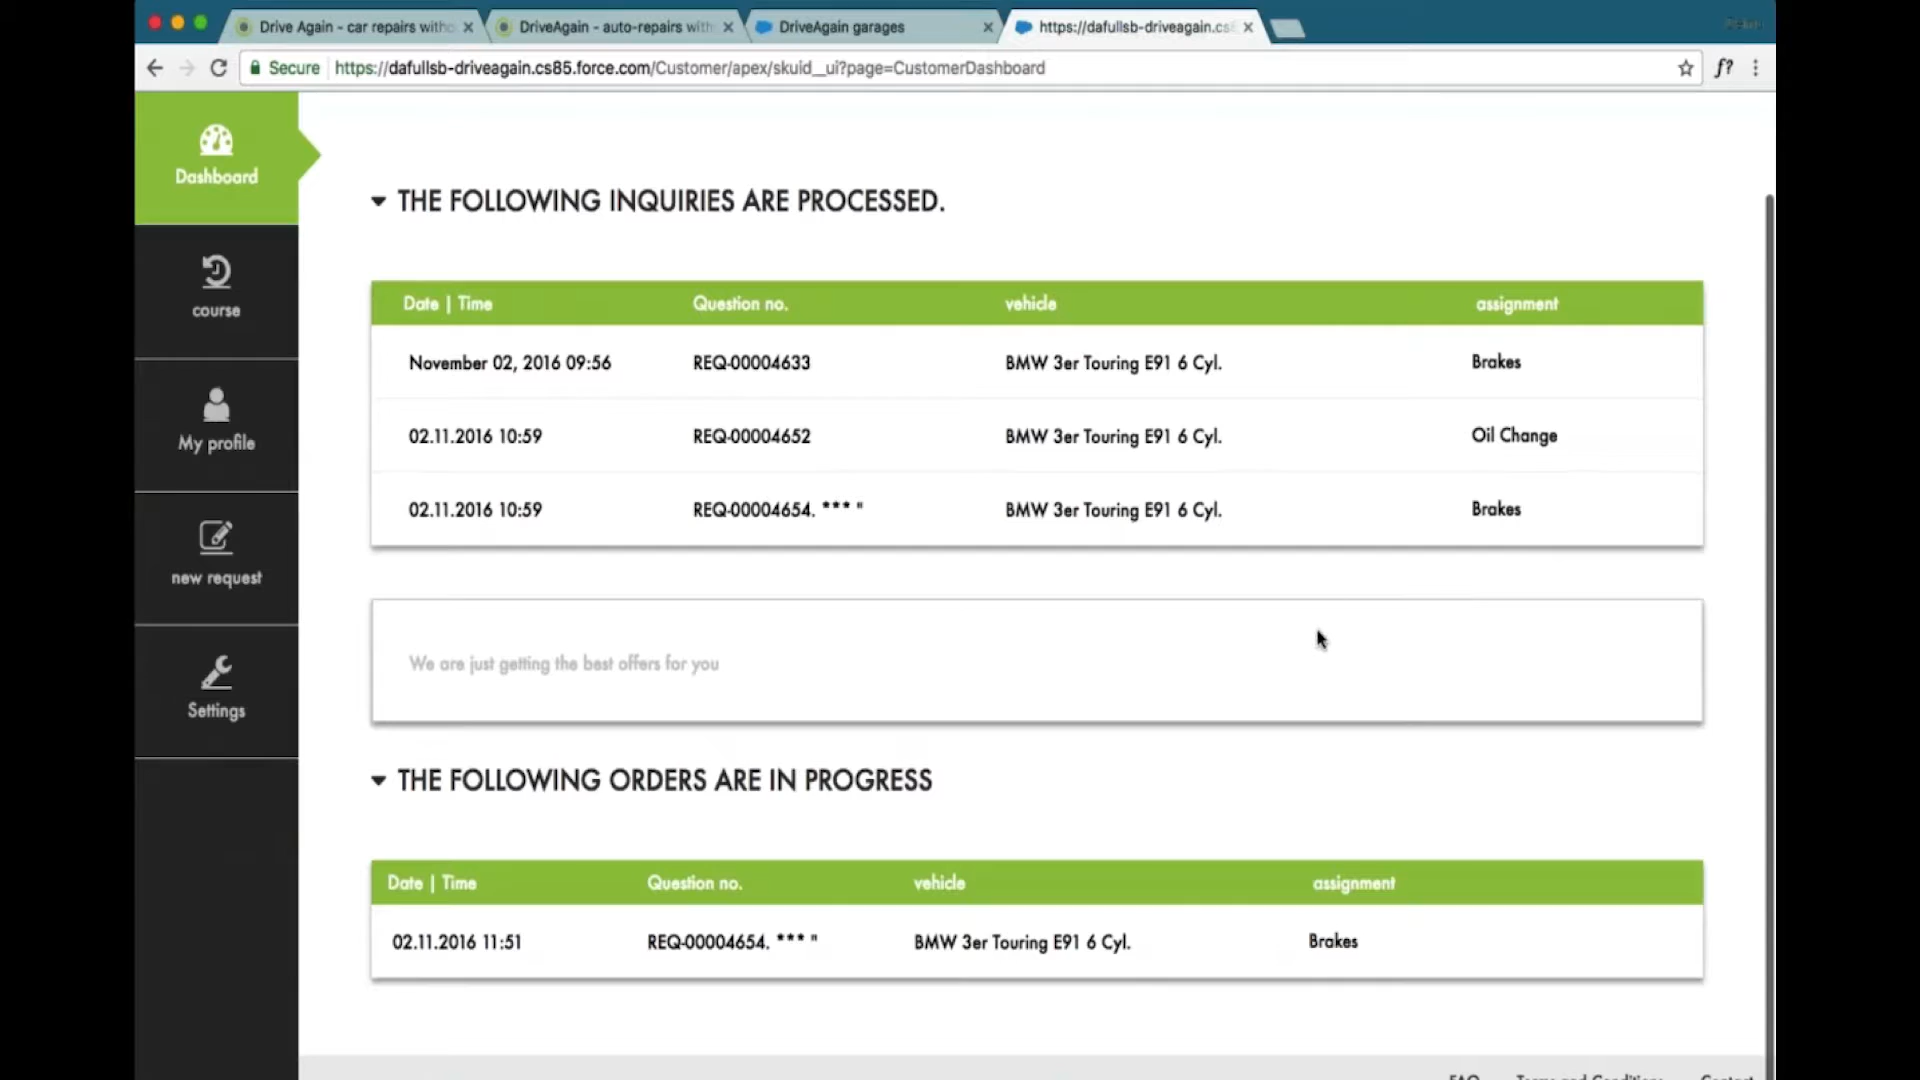 Drive Again - car repairs witho
DriveAgain - auto-repairs with
DriveAgain garages
https://dafullsb-driveagain.cs8
Secure https://dafullsb-driveagain.cs85.force.com/Customer/apex/skuid__ui?page=CustomerDashboard
Dashboard
course
My profile
new request
Settings
THE FOLLOWING INQUIRIES ARE PROCESSED.
Date | Time Question no. vehicle assignment
November 02, 2016 09:56 REQ-00004633 BMW 3er Touring E91 6 Cyl. Brakes
02.11.2016 10:59 REQ-00004652 BMW 3er Touring E91 6 Cyl. Oil Change
02.11.2016 10:59 REQ-00004654. *** " BMW 3er Touring E91 6 Cyl. Brakes
We are just getting the best offers for you
THE FOLLOWING ORDERS ARE IN PROGRESS
Date | Time Question no. vehicle assignment
02.11.2016 11:51 REQ-00004654. *** " BMW 3er Touring E91 6 Cyl. Brakes
FAQ Terms and Conditions Contact